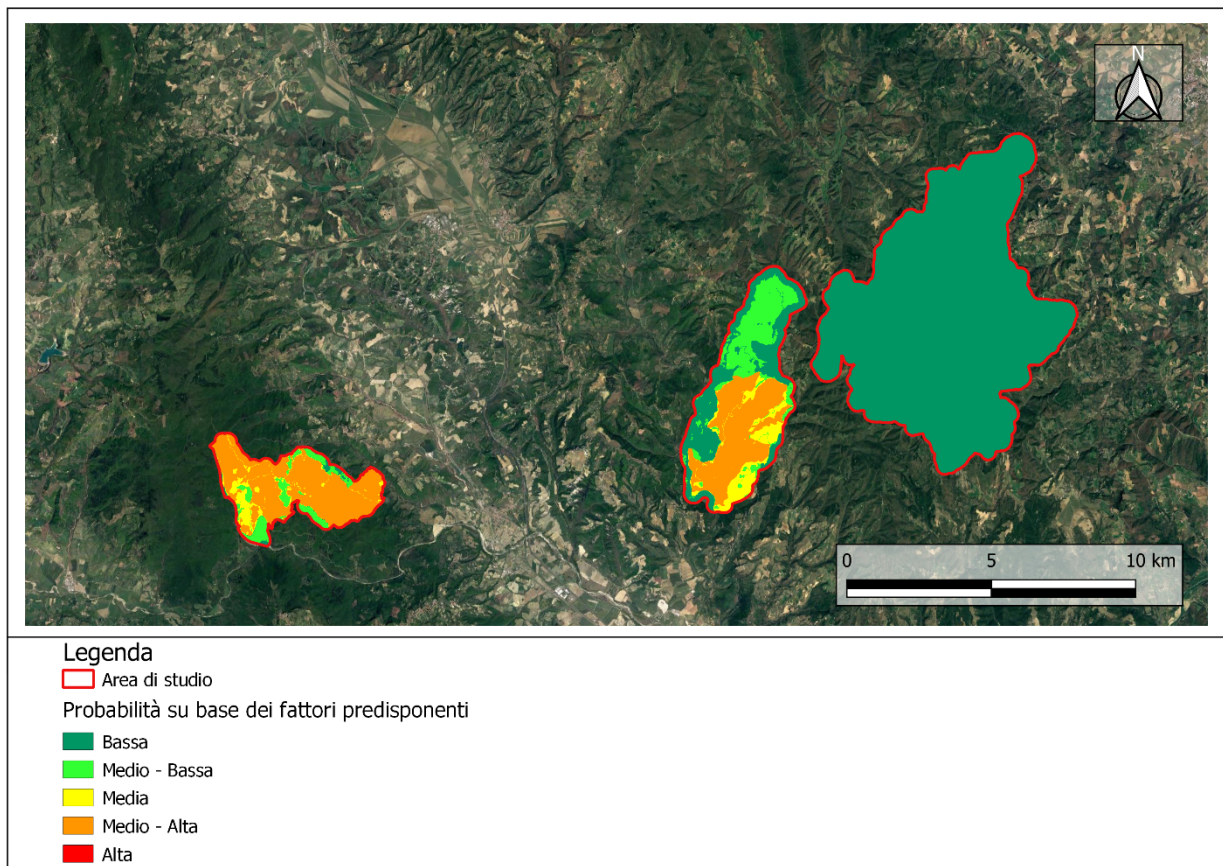 N
0 5 10 km
Legenda
Area di studio
Probabilità su base dei fattori predisponenti
Bassa
Medio - Bassa
Media
Medio - Alta
Alta